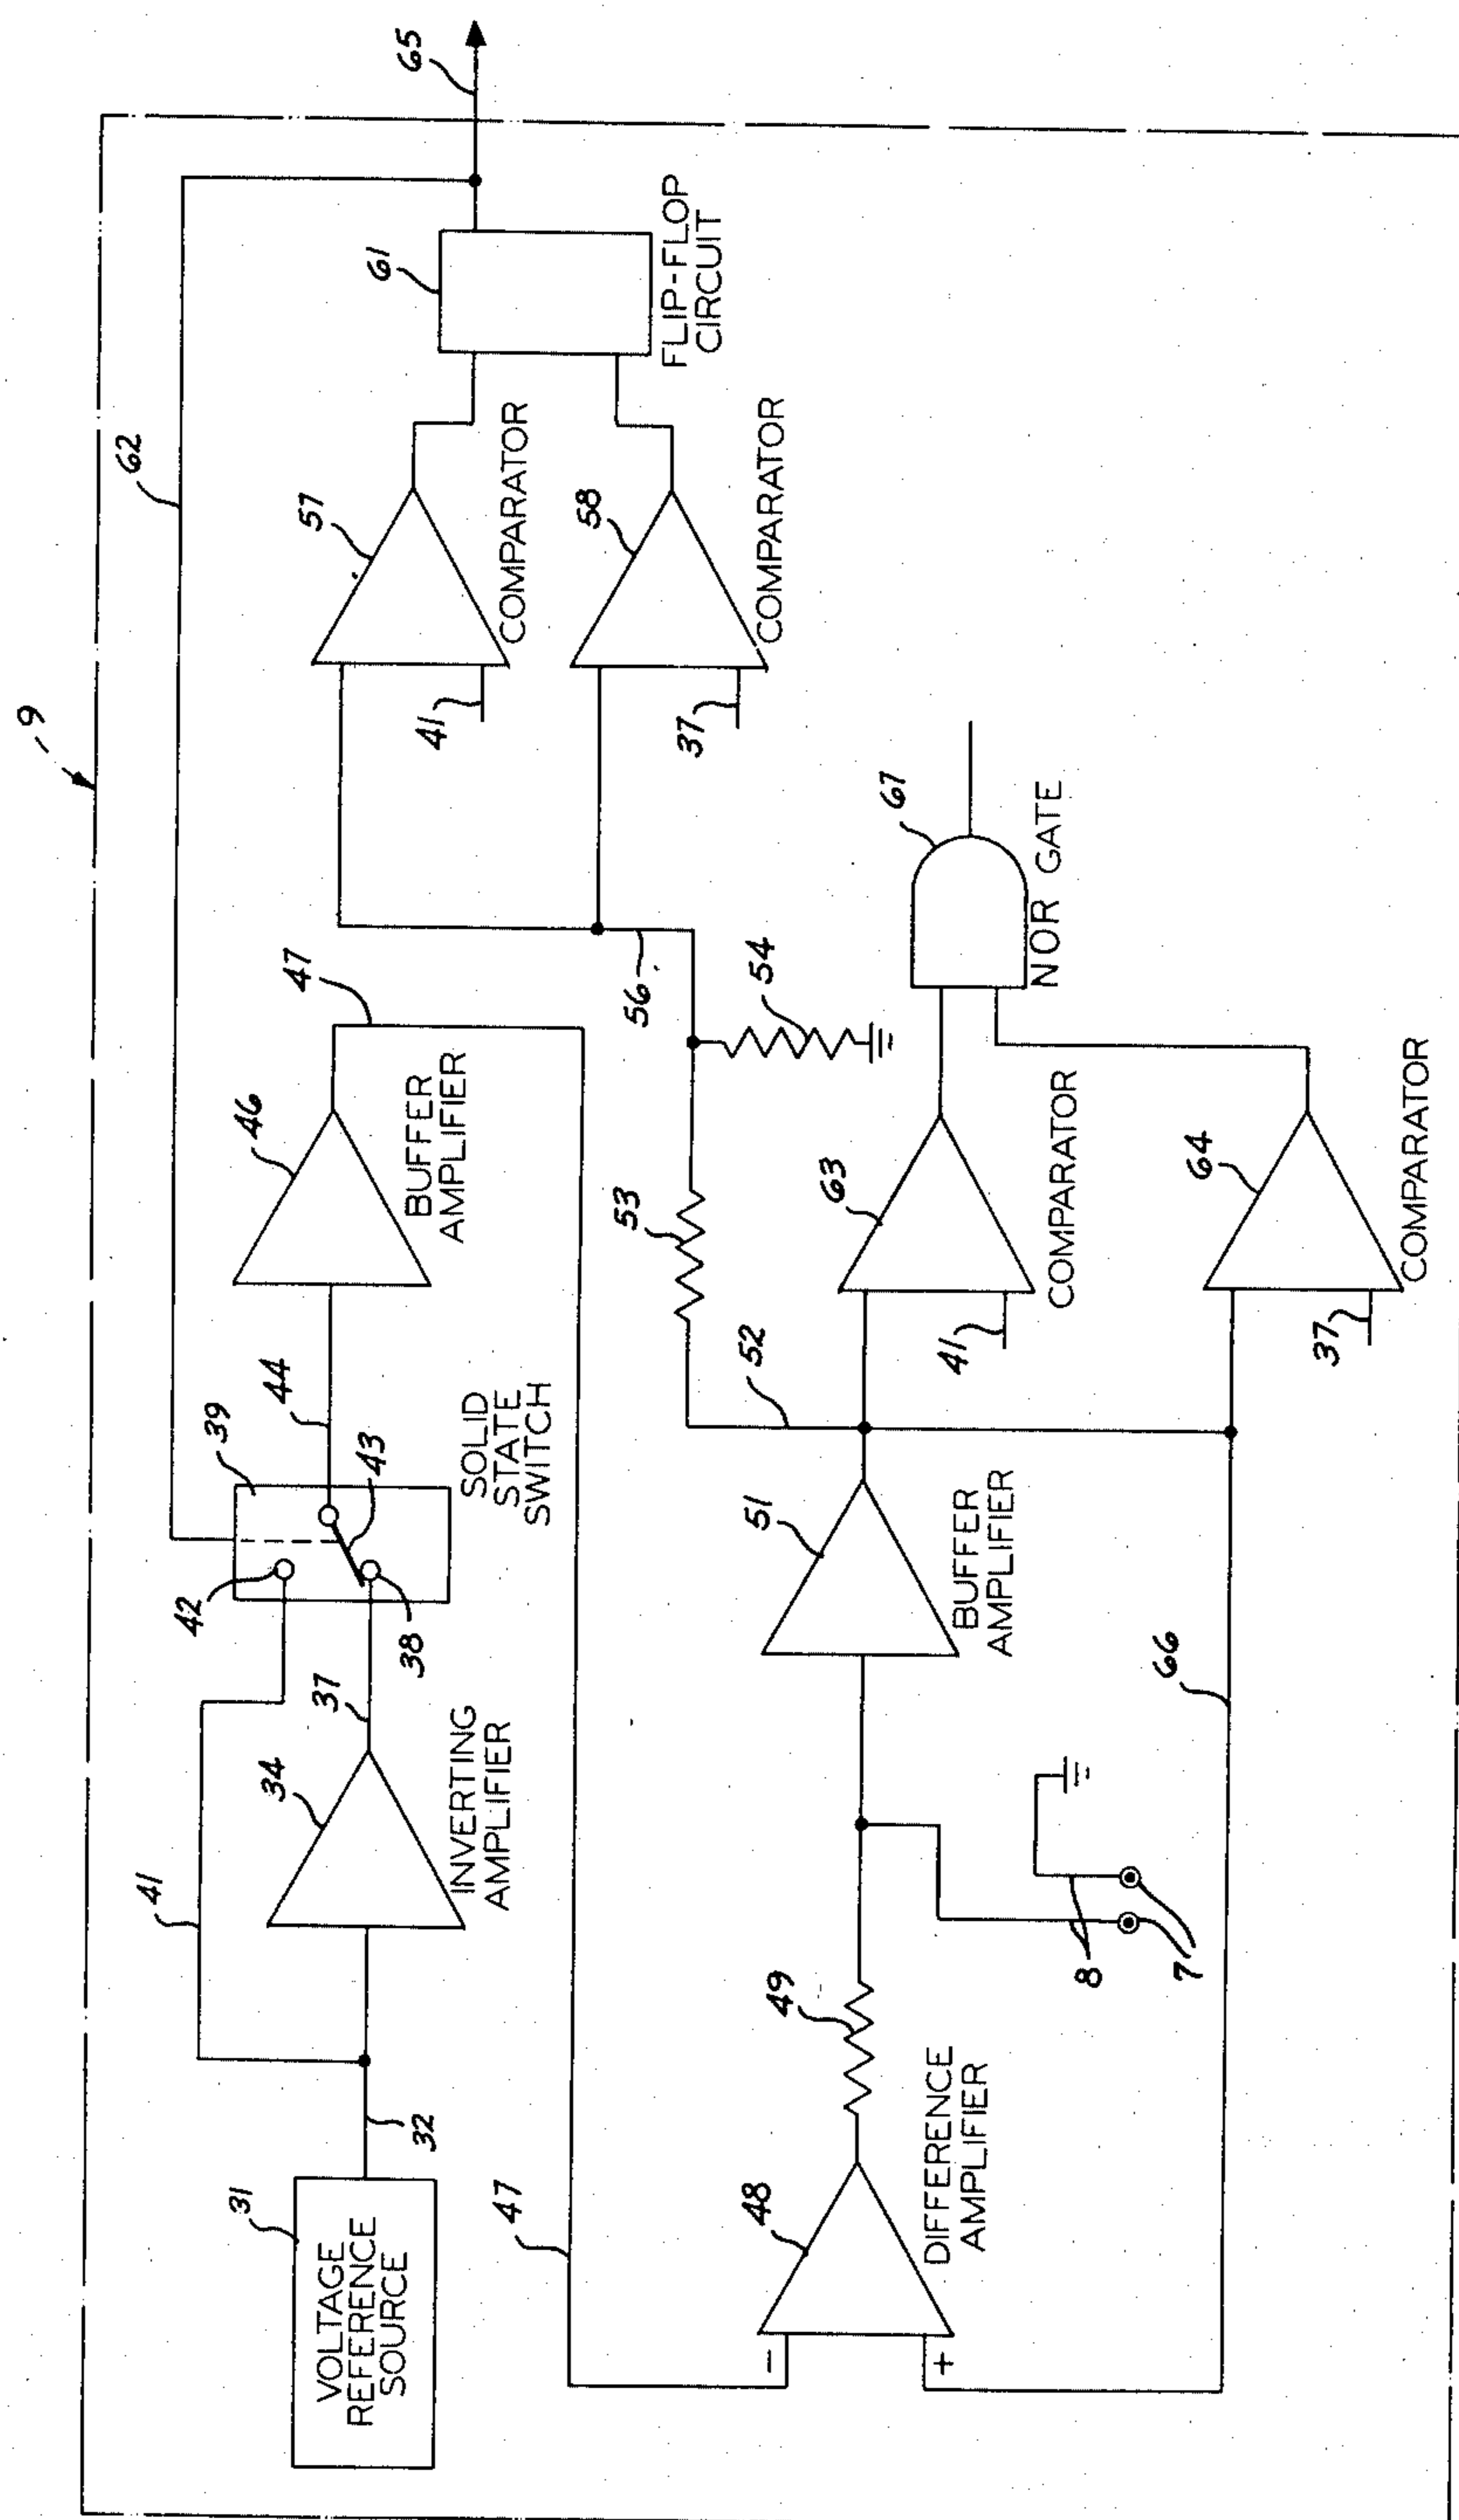 9
62
65
31
VOLTAGE
REFERENCE
SOURCE
32
41
34
INVERTING
AMPLIFIER
37
42
38
39
43
SOLID
STATE
SWITCH
44
46
BUFFER
AMPLIFIER
47
57
COMPARATOR
41
58
COMPARATOR
37
61
FLIP-FLOP
CIRCUIT
47
48
−
+
DIFFERENCE
AMPLIFIER
49
8
7
51
BUFFER
AMPLIFIER
52
53
54
56
63
COMPARATOR
41
64
COMPARATOR
37
66
67
NOR GATE